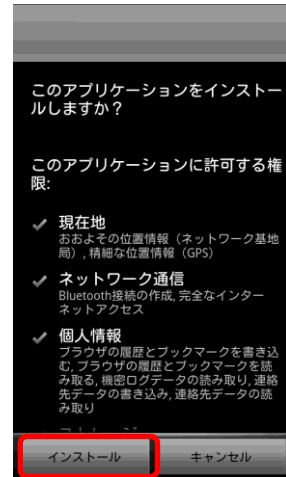 このアプリケーションをインストー
ルしますか？
このアプリケーションに許可する権
限:
現在地
おおよその位置情報（ネットワーク基地
局）, 精細な位置情報（GPS）
ネットワーク通信
Bluetooth接続の作成, 完全なインター
ネットアクセス
個人情報
ブラウザの履歴とブックマークを書き込
む, ブラウザの履歴とブックマークを読
み取る, 機密ログデータの読み取り, 連絡
先データの書き込み, 連絡先データの読
み取り
インストール
キャンセル